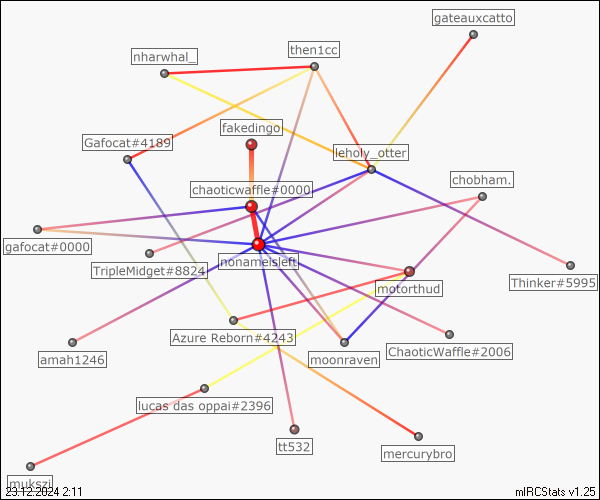 gateauxcatto
then1cc
nharwhal_
fakedingo
Gafocat#4189
leholy_otter
chobham.
chaoticwaffle#0000
gafocat#0000
nonameisleft
TripleMidget#8824
Thinker#5995
motorthud
Azure Reborn#4243
ChaoticWaffle#2006
amah1246
moonraven
lucas das oppai#2396
tt532
mercurybro
mukszi
23.12.2024 2:11
mIRCStats v1.25